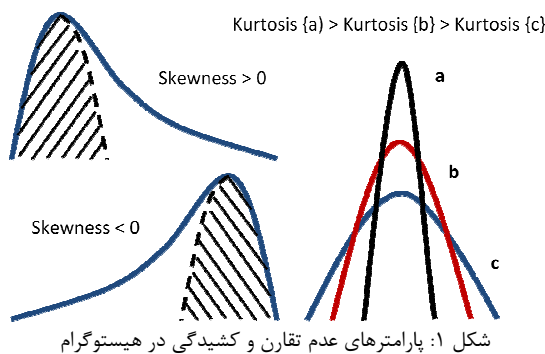 Kurtosis {a) > Kurtosis {b} > Kurtosis {c}
Skewness > 0
a
b
Skewness < 0
c
شکل ۱: پارامترهای عدم تقارن و کشیدگی در هیستوگرام